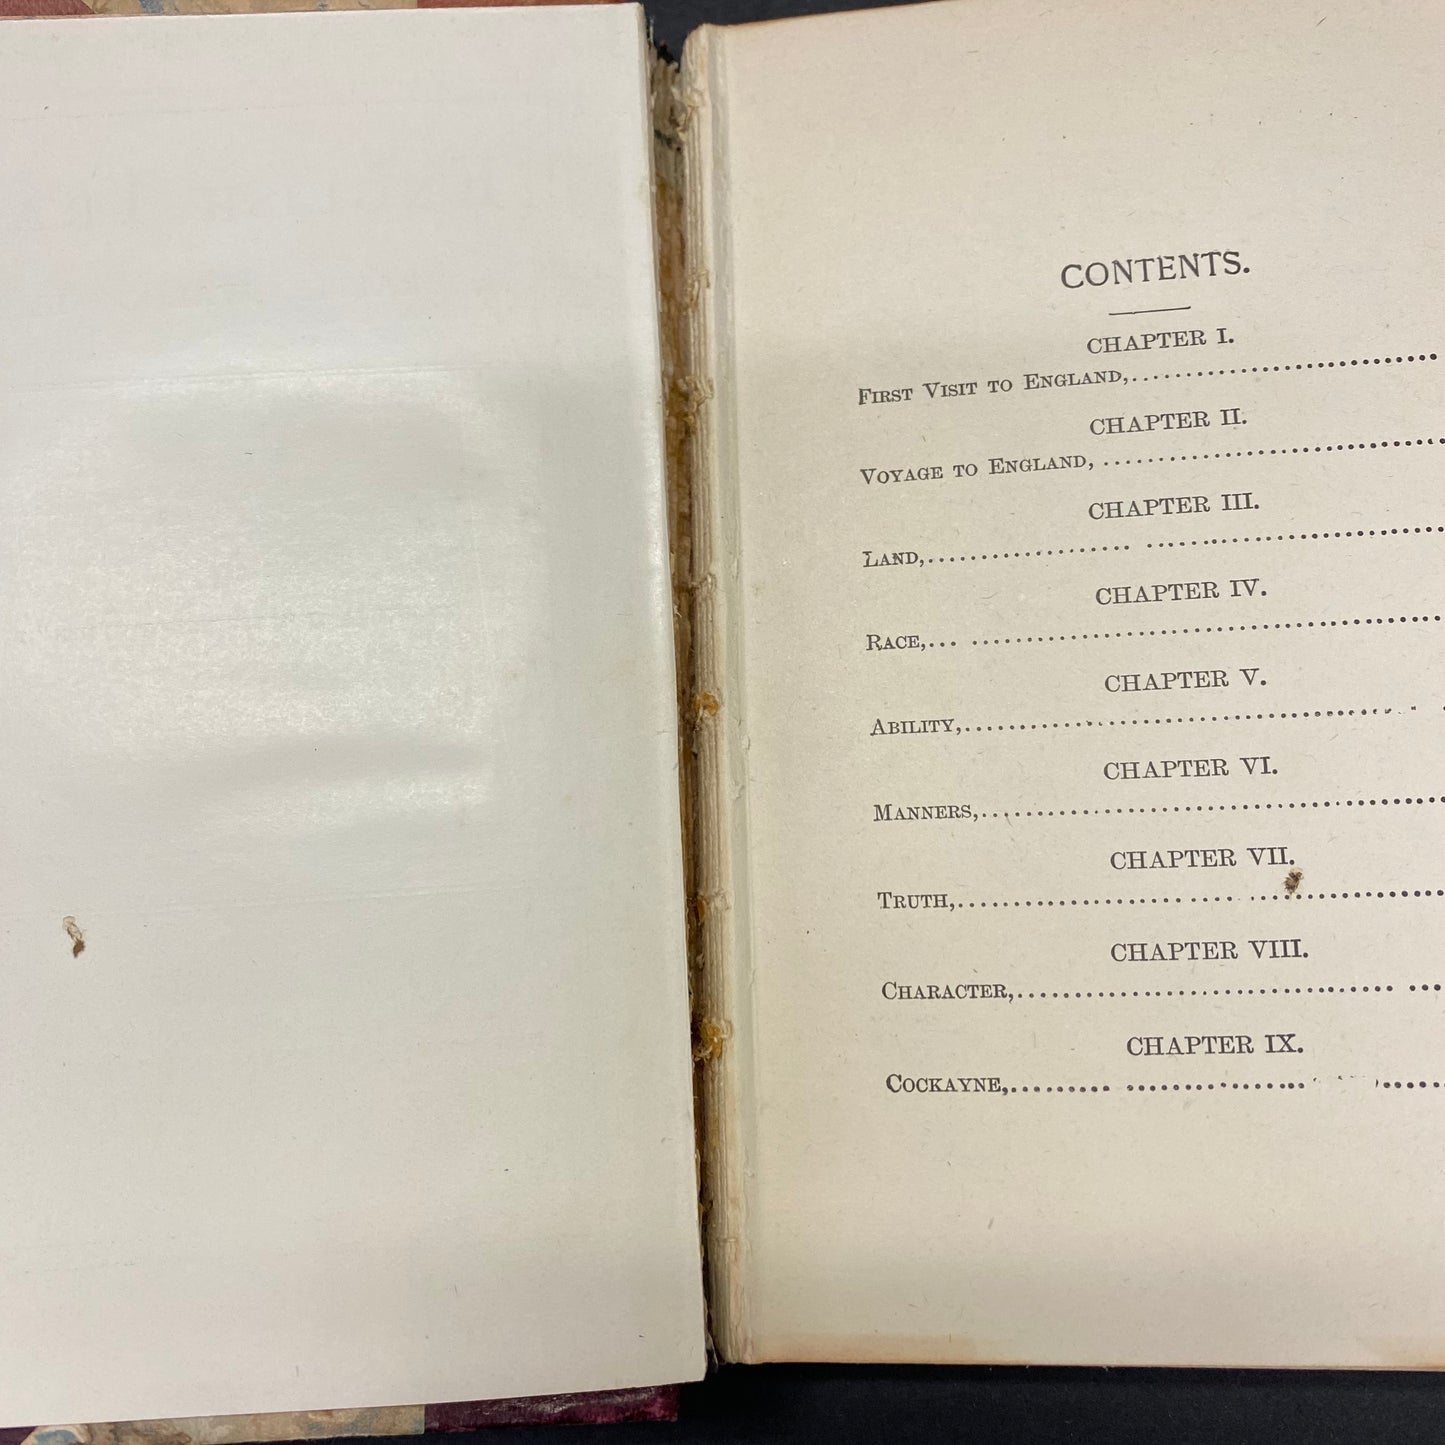 CONTENTS.
CHAPTER I.
First Visit to England,
CHAPTER II.
Voyage to England,
CHAPTER III.
Land,
CHAPTER IV.
Race,
CHAPTER V.
Ability,
CHAPTER VI.
Manners,
CHAPTER VII.
Truth,
CHAPTER VIII.
Character,
CHAPTER IX.
Cockayne,